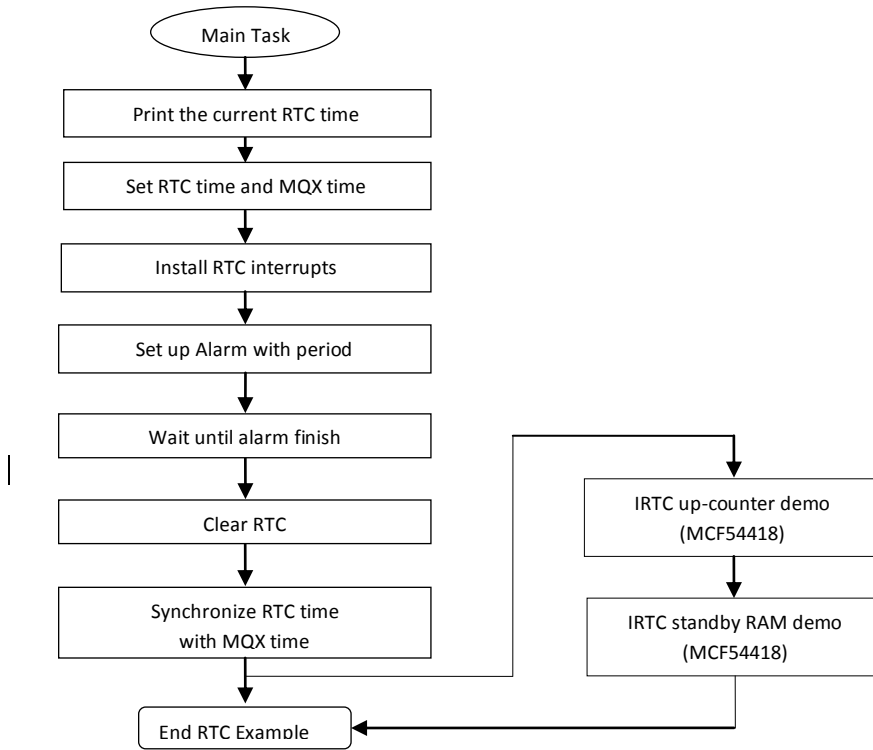 Main Task
Print the current RTC time
Set RTC time and MQX time
Install RTC interrupts
Set up Alarm with period
Wait until alarm finish
Clear RTC
Synchronize RTC time
with MQX time
End RTC Example
IRTC up-counter demo
(MCF54418)
IRTC standby RAM demo
(MCF54418)